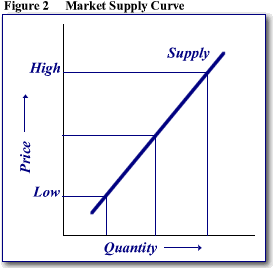 Figure 2 Market Supply Curve
Supply
High
Price
Low
Quantity